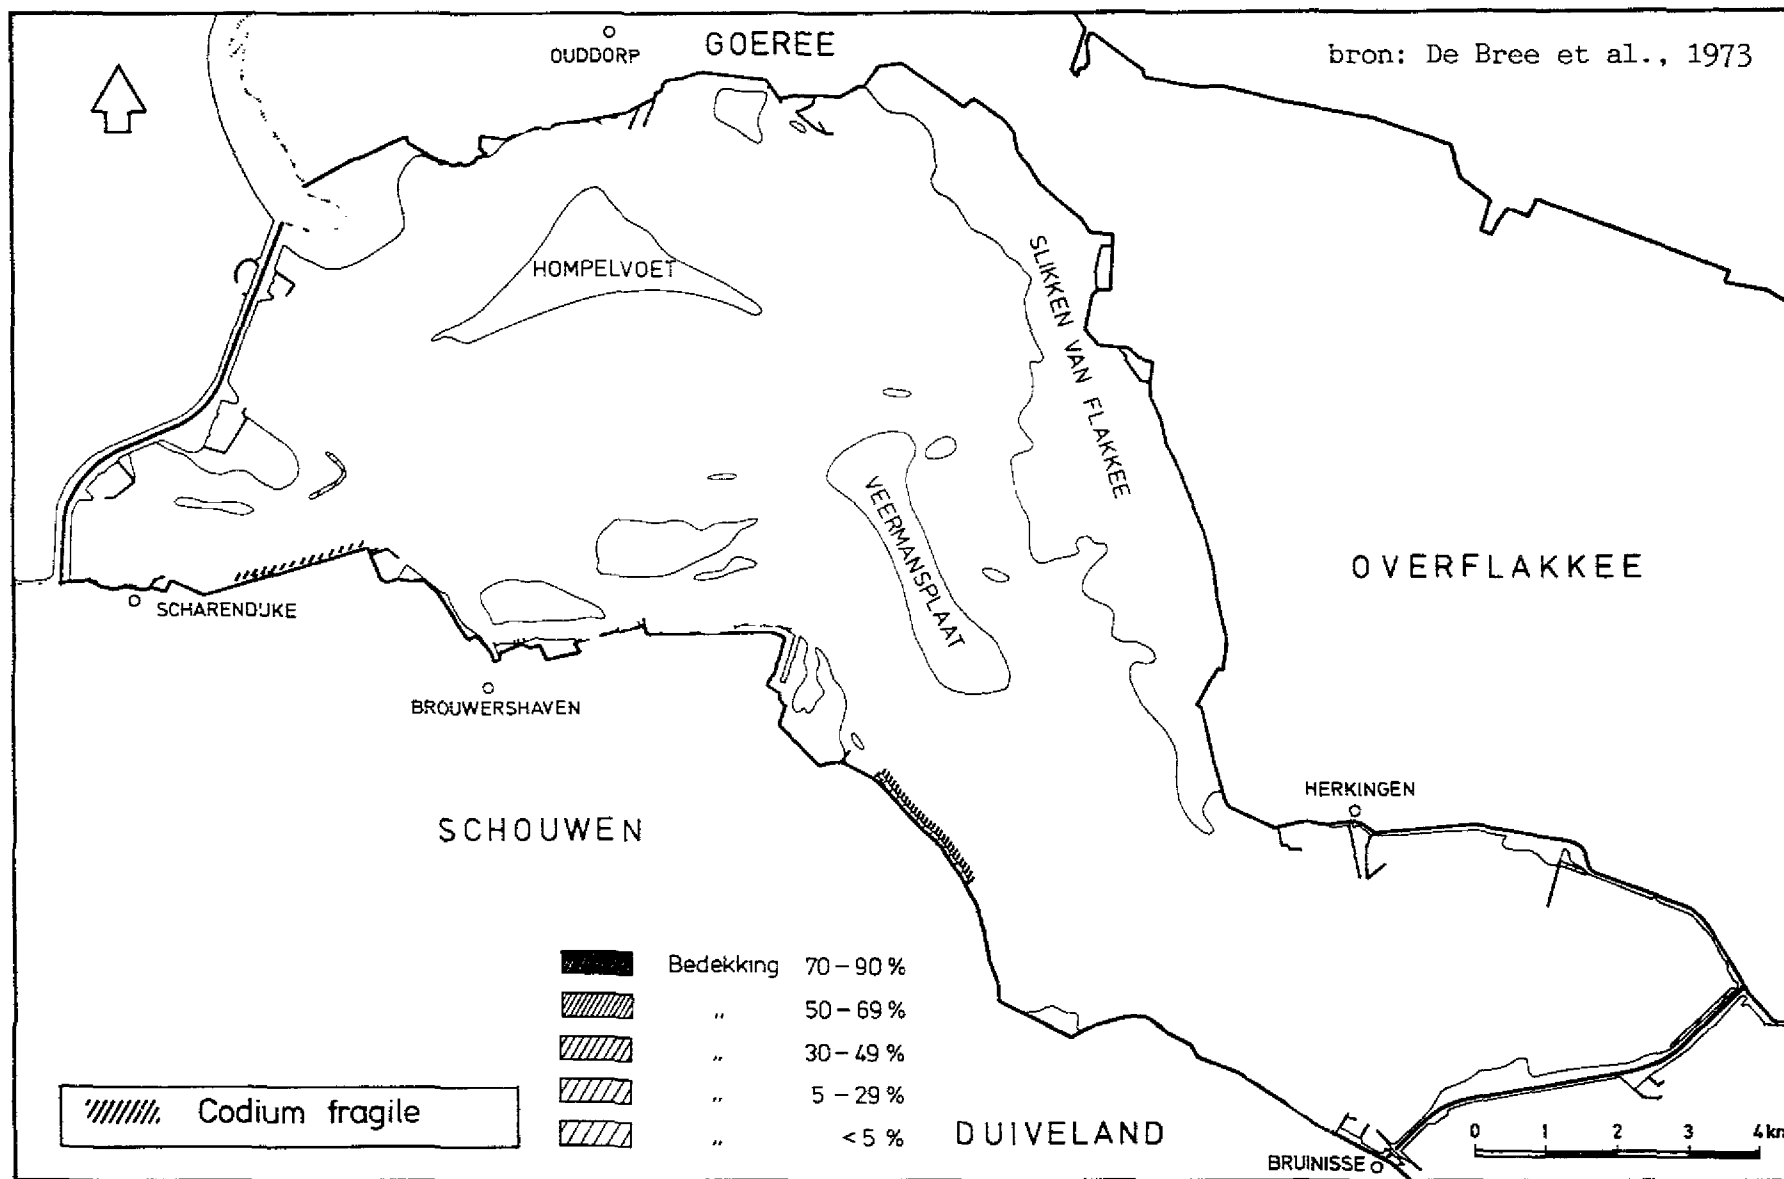 OUDDORP
GOEREE
bron: De Bree et al., 1973
HOMPELVOET
SLIKKEN VAN FLAKKEE
VEERMANSPLAAT
OVERFLAKKEE
SCHARENDIJKE
BROUWERSHAVEN
HERKINGEN
SCHOUWEN
Bedekking 70-90 %
,, 50-69 %
,, 30-49 %
,, 5-29 %
,, <5 %
Codium fragile
DUIVELAND
BRUINISSE
0 1 2 3 4 km